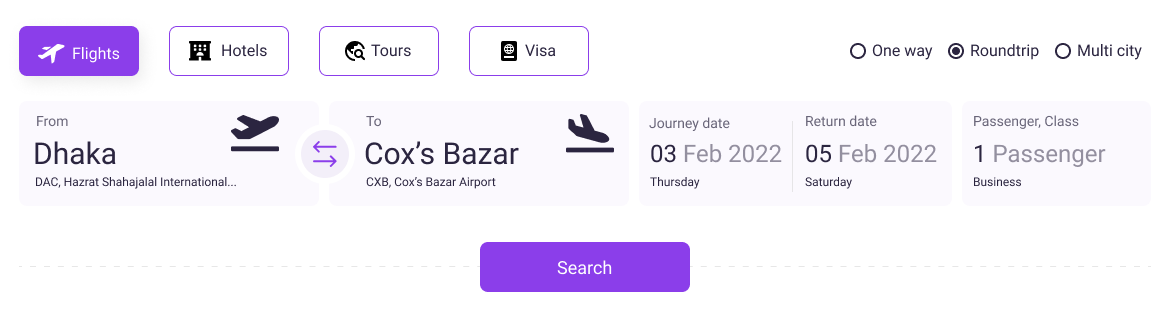 Flights
Hotels
Tours
Visa
One way
Roundtrip
Multi city
From
Dhaka
DAC, Hazrat Shahajalal International...
To
Cox’s Bazar
CXB, Cox’s Bazar Airport
Journey date
03 Feb 2022
Thursday
Return date
05 Feb 2022
Saturday
Passenger, Class
1 Passenger
Business
Search